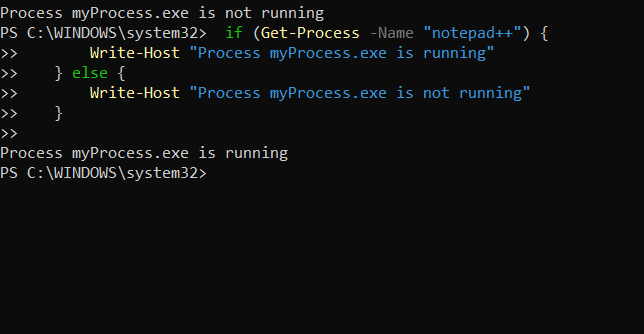 Process myProcess.exe is not running
PS C:\WINDOWS\system32>  if (Get-Process -Name "notepad++") {
>>        Write-Host "Process myProcess.exe is running"
>>    } else {
>>        Write-Host "Process myProcess.exe is not running"
>>    }
>>
Process myProcess.exe is running
PS C:\WINDOWS\system32>